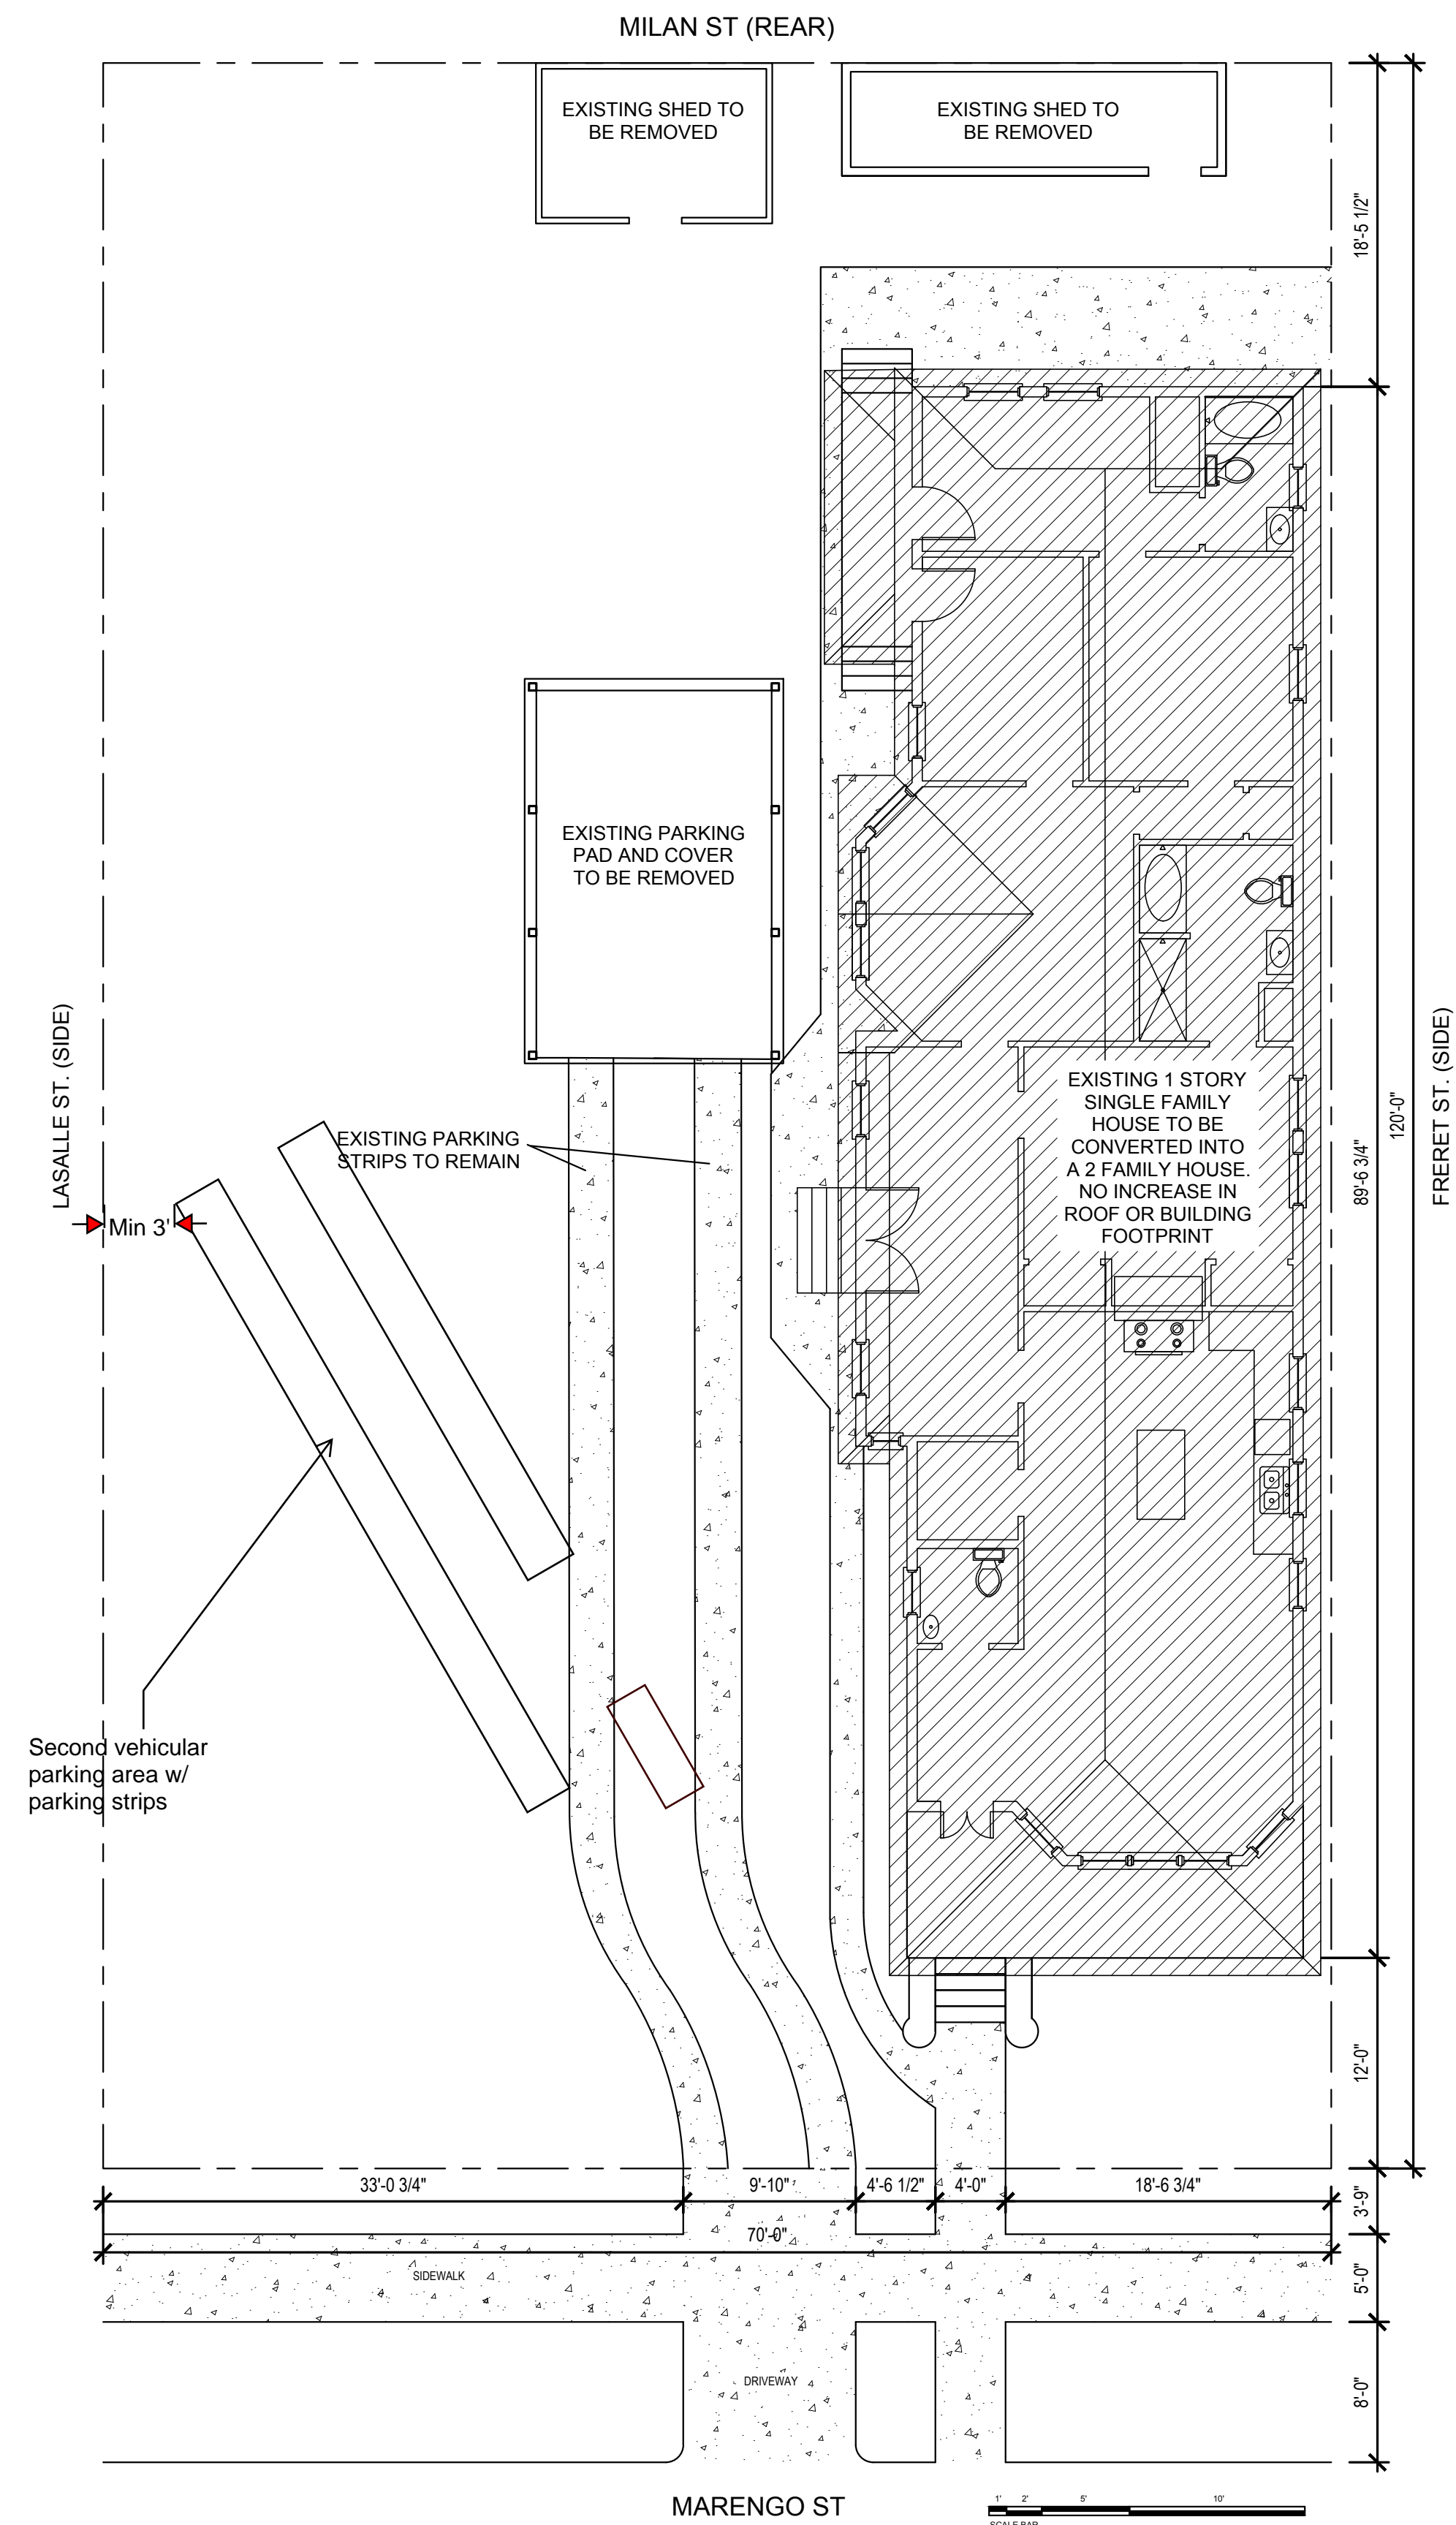 MILAN ST (REAR)
EXISTING SHED TO
BE REMOVED
EXISTING SHED TO
BE REMOVED
18'-5 1/2"
EXISTING PARKING
PAD AND COVER
TO BE REMOVED
LASALLE ST. (SIDE)
FRERET ST. (SIDE)
EXISTING 1 STORY
SINGLE FAMILY
HOUSE TO BE
CONVERTED INTO
A 2 FAMILY HOUSE.
NO INCREASE IN
ROOF OR BUILDING
FOOTPRINT
120'-0"
89'-6 3/4"
EXISTING PARKING
STRIPS TO REMAIN
Min 3'
Second vehicular
parking area w/
parking strips
12'-0"
33'-0 3/4"
9'-10"
4'-6 1/2"
4'-0"
18'-6 3/4"
3'-9"
70'-0"
SIDEWALK
5'-0"
DRIVEWAY
8'-0"
MARENGO ST
1' 2' 5' 10'
SCALE BAR